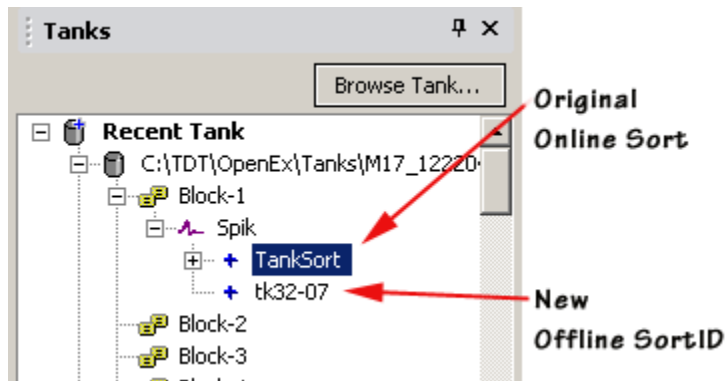 Tanks
Browse Tank...
Original
Online Sort
Recent Tank
C:\TDT\OpenEx\Tanks\M17_12220
Block-1
Spik
TankSort
tk32-07
New
Offline SortID
Block-2
Block-3